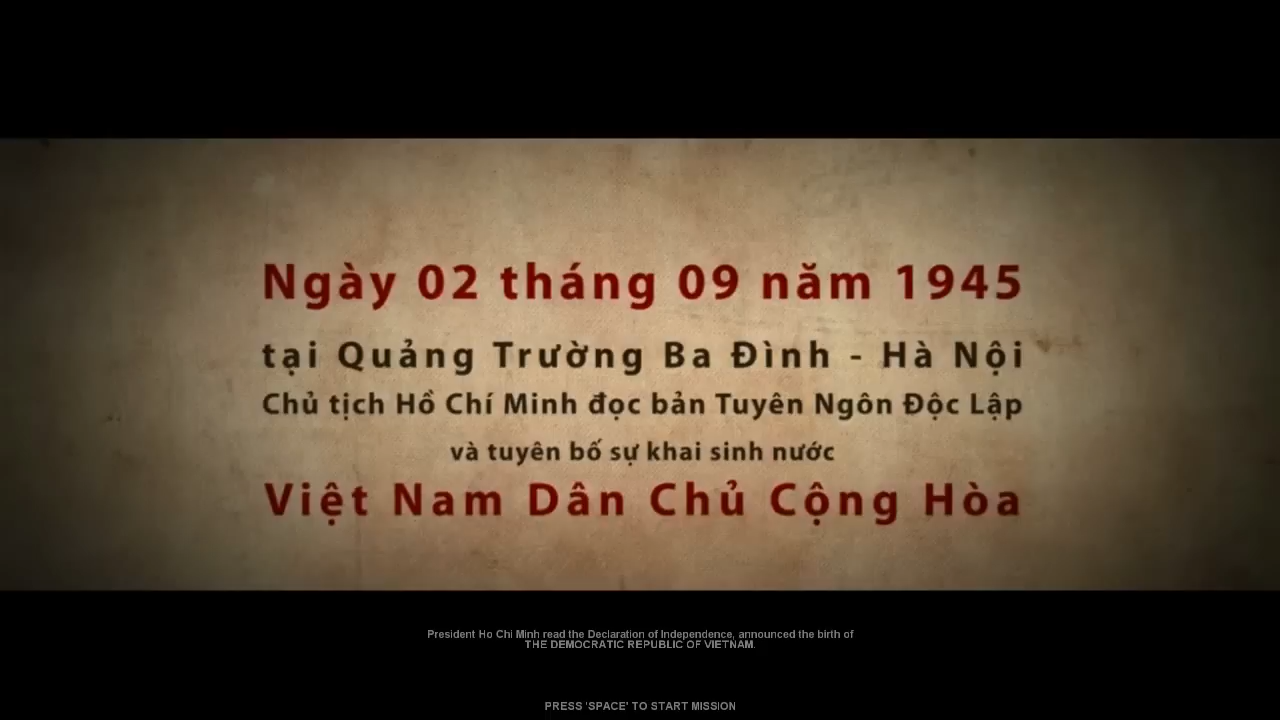 Ngày 02 tháng 09 năm 1945
tại Quảng Trường Ba Đình - Hà Nội
Chủ tịch Hồ Chí Minh đọc bản Tuyên Ngôn Độc Lập
và tuyên bố sự khai sinh nước
Việt Nam Dân Chủ Cộng Hòa
President Ho Chi Minh read the Declaration of Independence, announced the birth of
THE DEMOCRATIC REPUBLIC OF VIETNAM.
PRESS 'SPACE' TO START MISSION